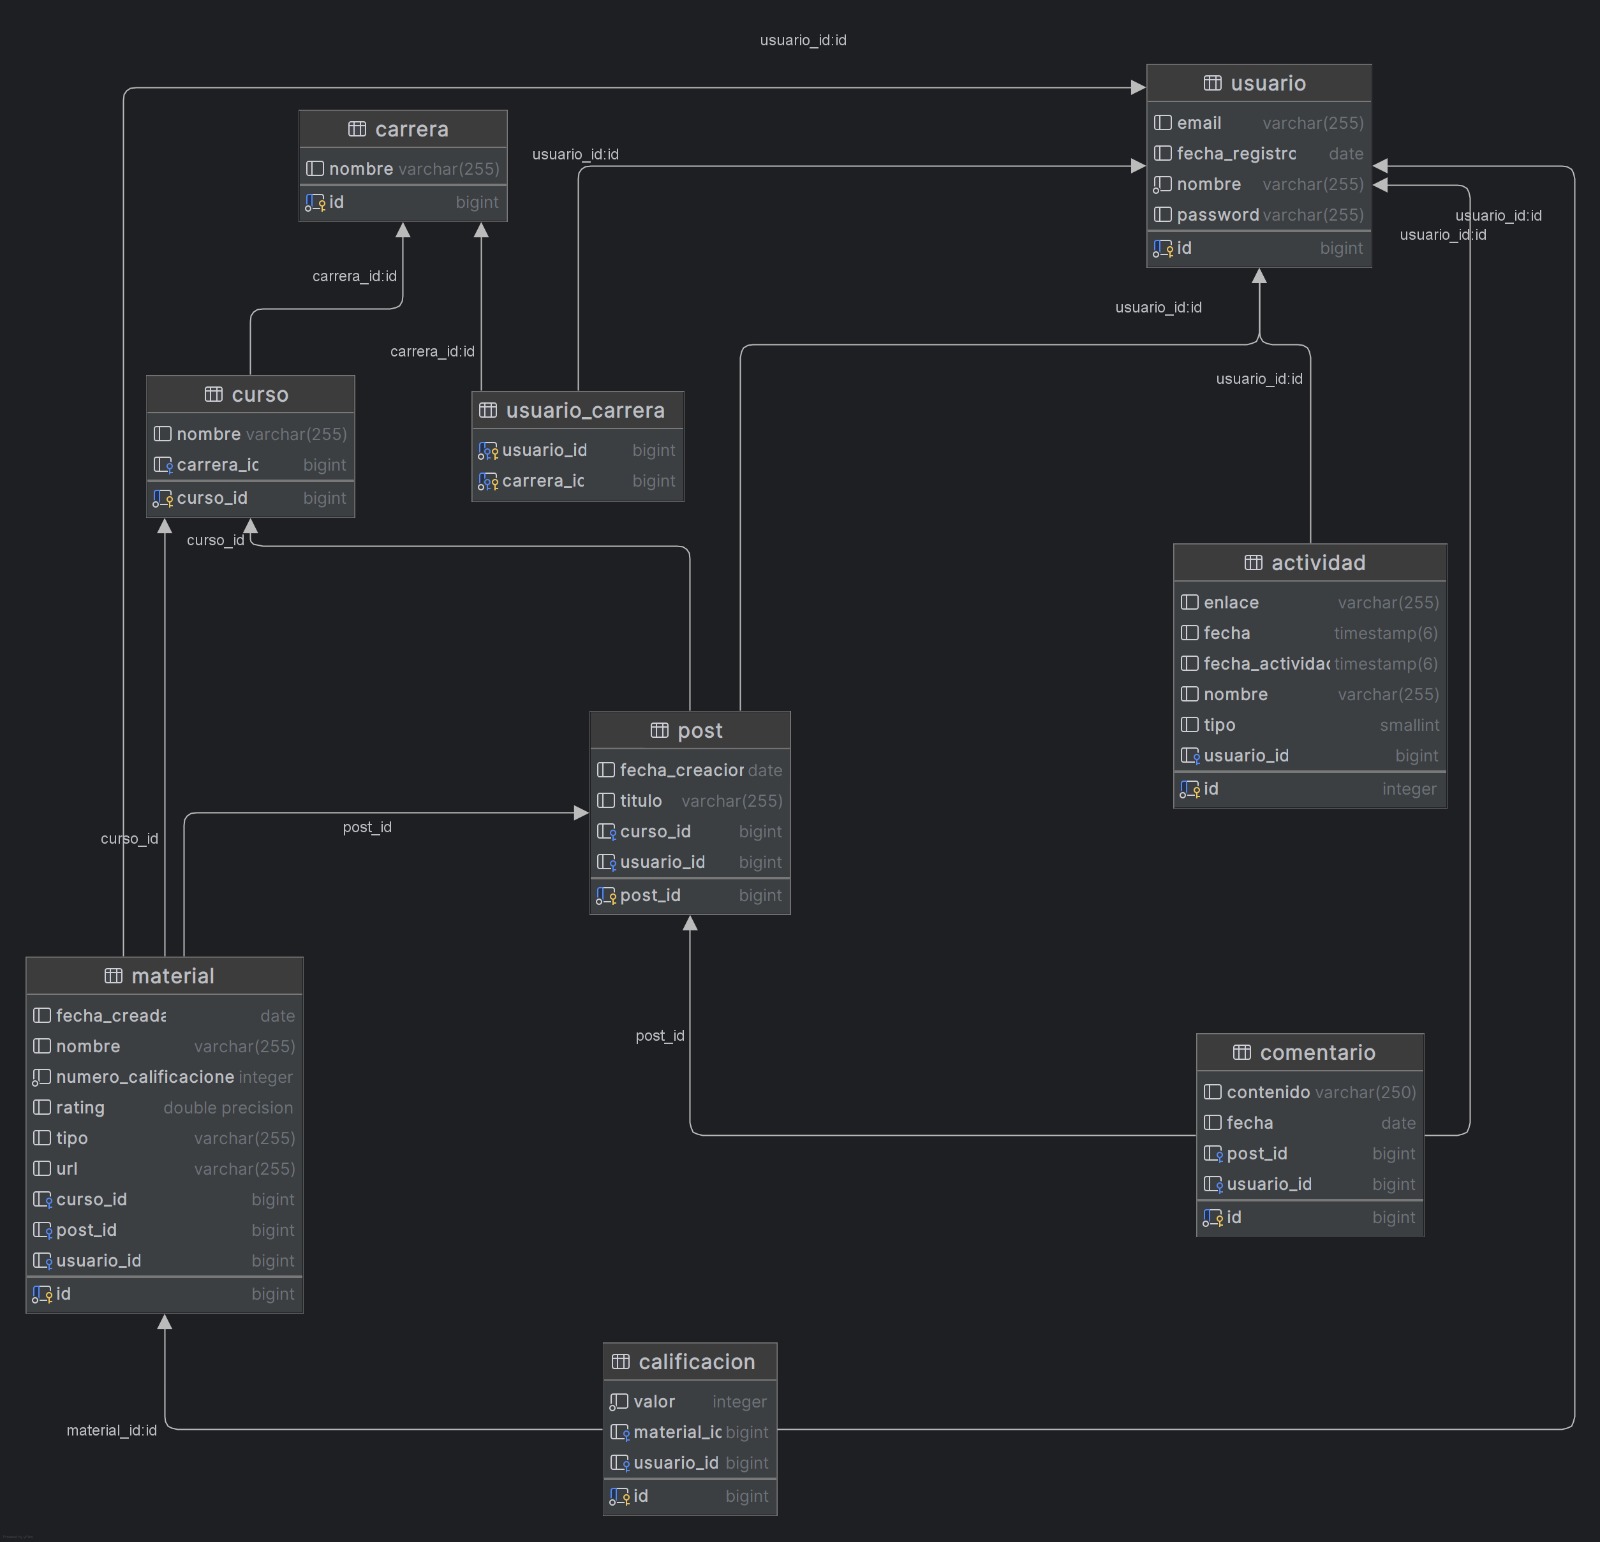 usuario_id:id
usuario
email varchar(255)
fecha_registro date
nombre varchar(255)
password varchar(255)
id bigint
carrera
nombre varchar(255)
id bigint
usuario_id:id
usuario_id:id
usuario_id:id
carrera_id:id
usuario_id:id
carrera_id:id
usuario_id:id
curso
nombre varchar(255)
carrera_ic bigint
curso_id bigint
usuario_carrera
usuario_id bigint
carrera_ic bigint
curso_id
actividad
enlace varchar(255)
fecha timestamp(6)
fecha_actividac timestamp(6)
nombre varchar(255)
tipo smallint
usuario_id bigint
id integer
post
fecha_creacior date
titulo varchar(255)
curso_id bigint
usuario_id bigint
post_id bigint
post_id
curso_id
material
fecha_creada date
nombre varchar(255)
numero_calificacione integer
rating double precision
tipo varchar(255)
url varchar(255)
curso_id bigint
post_id bigint
usuario_id bigint
id bigint
post_id
comentario
contenido varchar(250)
fecha date
post_id bigint
usuario_id bigint
id bigint
calificacion
valor integer
material_ic bigint
usuario_id bigint
id bigint
material_id:id